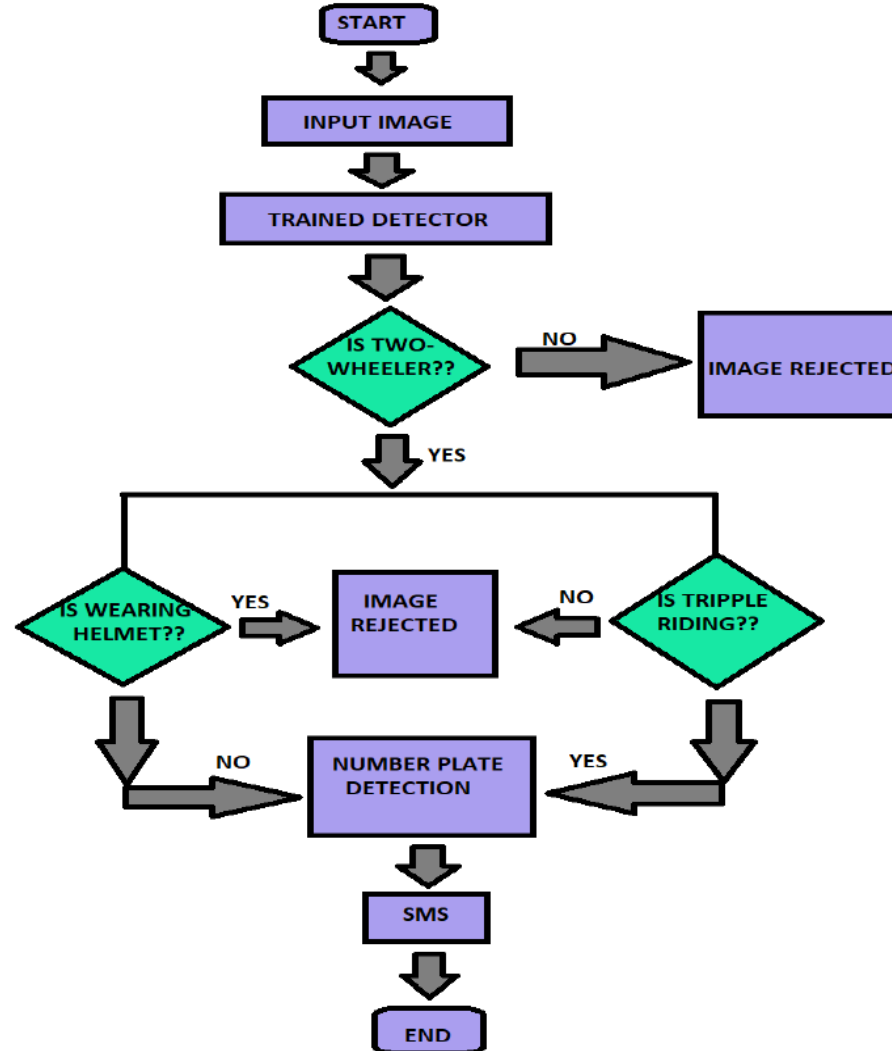 START
INPUT IMAGE
TRAINED DETECTOR
IS TWO-
WHEELER??
NO
IMAGE REJECTED
YES
IS WEARING
HELMET??
YES
IMAGE
REJECTED
NO
IS TRIPPLE
RIDING??
NO
NUMBER PLATE
DETECTION
YES
SMS
END